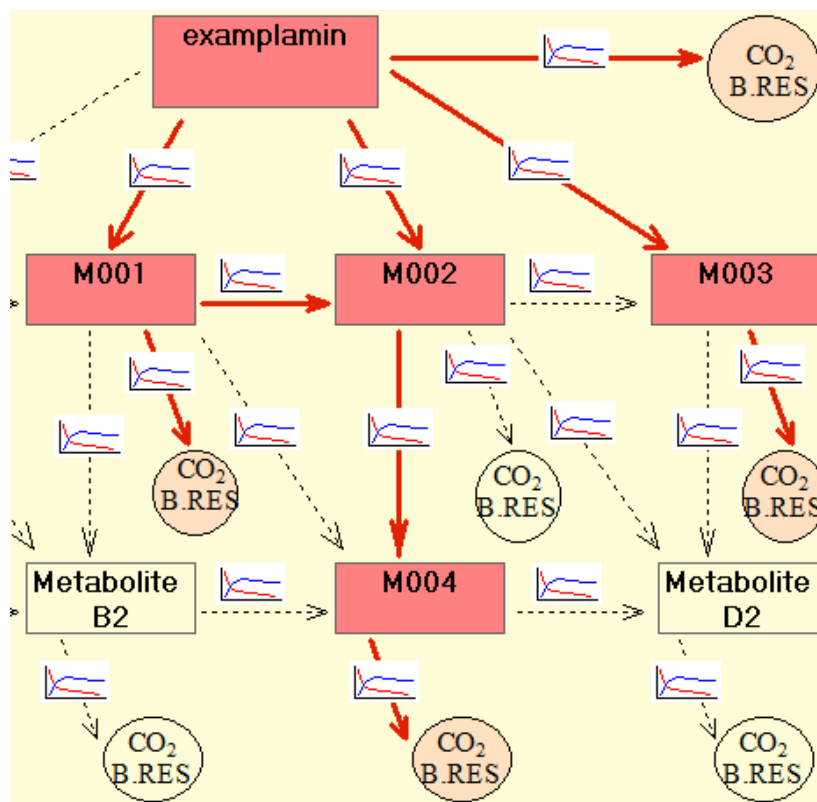 examplamin
CO₂
B.RES
M001
M002
M003
CO₂
B.RES
CO₂
B.RES
CO₂
B.RES
Metabolite
B2
M004
Metabolite
D2
CO₂
B.RES
CO₂
B.RES
CO₂
B.RES